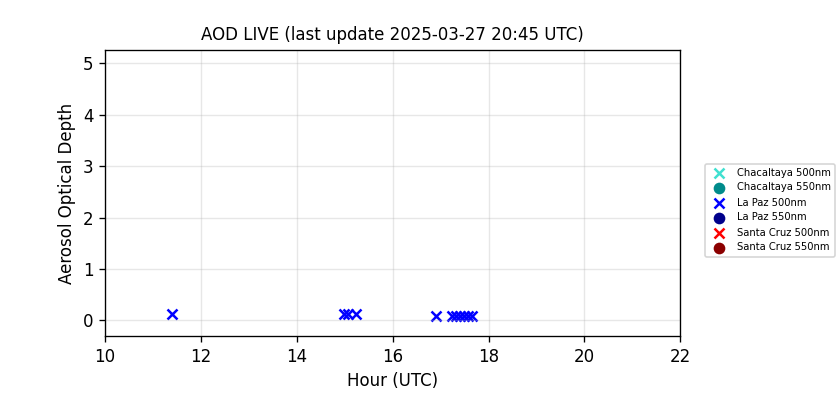 AOD LIVE (last update 2025-03-27 20:45 UTC)
Aerosol Optical Depth
5
4
3
2
1
0
10 12 14 16 18 20 22
Hour (UTC)
Chacaltaya 500nm
Chacaltaya 550nm
La Paz 500nm
La Paz 550nm
Santa Cruz 500nm
Santa Cruz 550nm